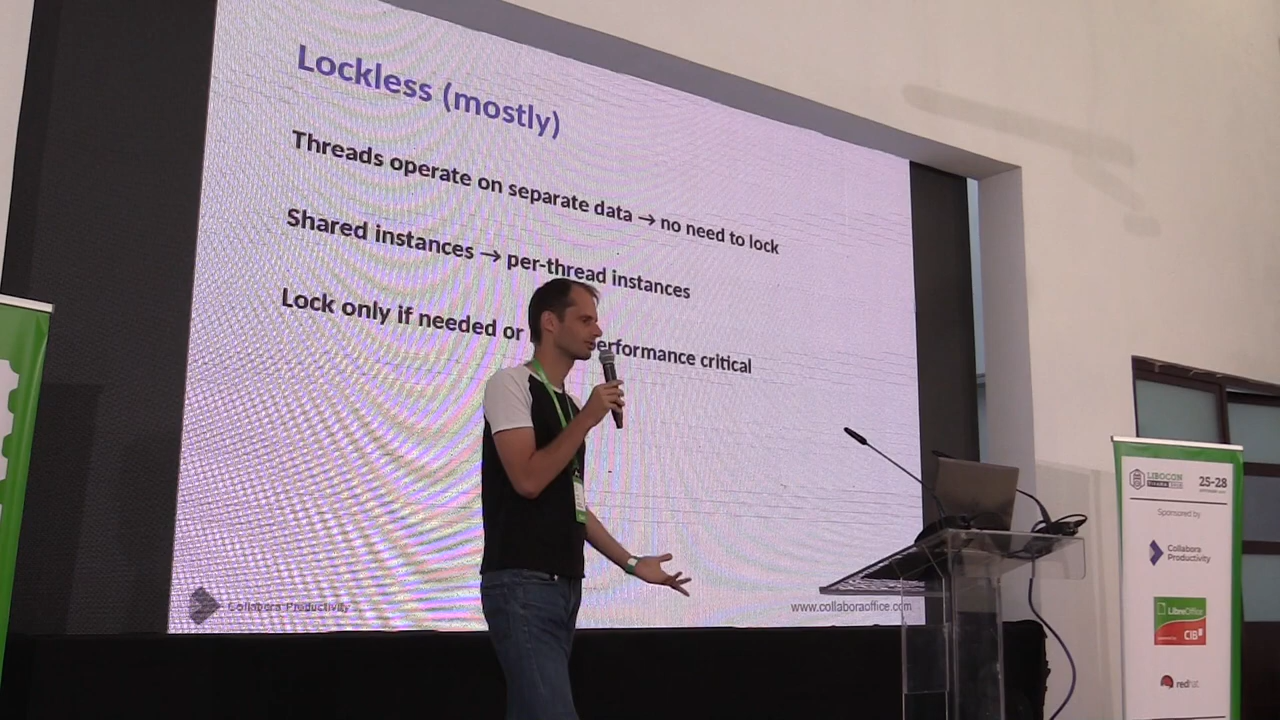 Lockless (mostly)
Threads operate on separate data → no need to lock
Shared instances → per-thread instances
Lock only if needed or
erformance critical
Collabora Productivity
www.collaboraoffice.com
LIBOCON
25-28
Sponsored by
Collabora
Productivity
LibreOffice
CIB
redhat